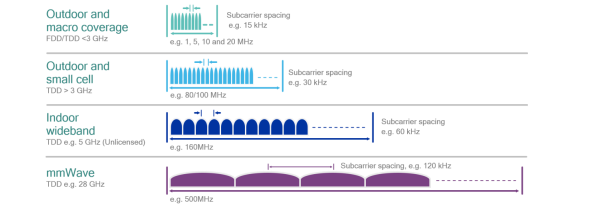 Outdoor and
macro coverage
FDD/TDD <3 GHz
Subcarrier spacing
e.g. 15 kHz
e.g. 1, 5, 10 and 20 MHz
Outdoor and
small cell
TDD > 3 GHz
Subcarrier spacing
e.g. 30 kHz
e.g. 80/100 MHz
Indoor
wideband
TDD e.g. 5 GHz (Unlicensed)
Subcarrier spacing
e.g. 60 kHz
e.g. 160MHz
mmWave
TDD e.g. 28 GHz
Subcarrier spacing, e.g. 120 kHz
e.g. 500MHz